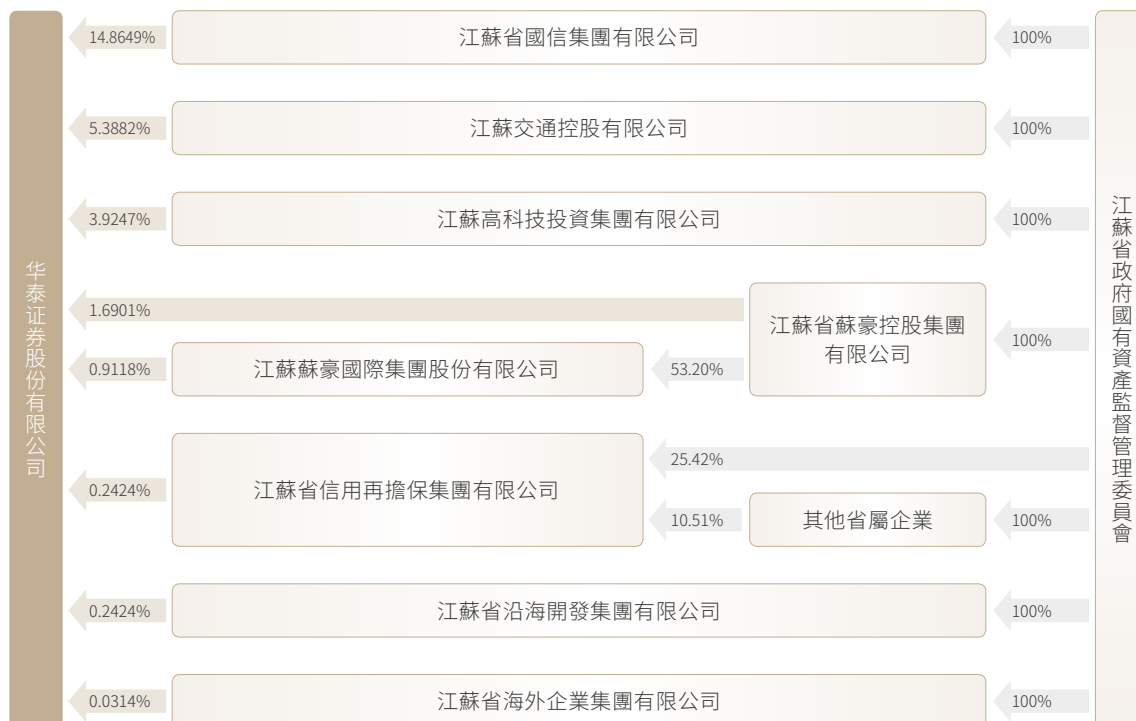 华泰证券股份有限公司
14.8649%
江蘇省國信集團有限公司
100%
5.3882%
江蘇交通控股有限公司
100%
3.9247%
江蘇高科技投資集團有限公司
100%
1.6901%
江蘇省蘇豪控股集團
有限公司
100%
0.9118%
江蘇蘇豪國際集團股份有限公司
53.20%
0.2424%
江蘇省信用再擔保集團有限公司
25.42%
10.51%
其他省屬企業
100%
0.2424%
江蘇省沿海開發集團有限公司
100%
0.0314%
江蘇省海外企業集團有限公司
100%
江蘇省政府國有資產監督管理委員會